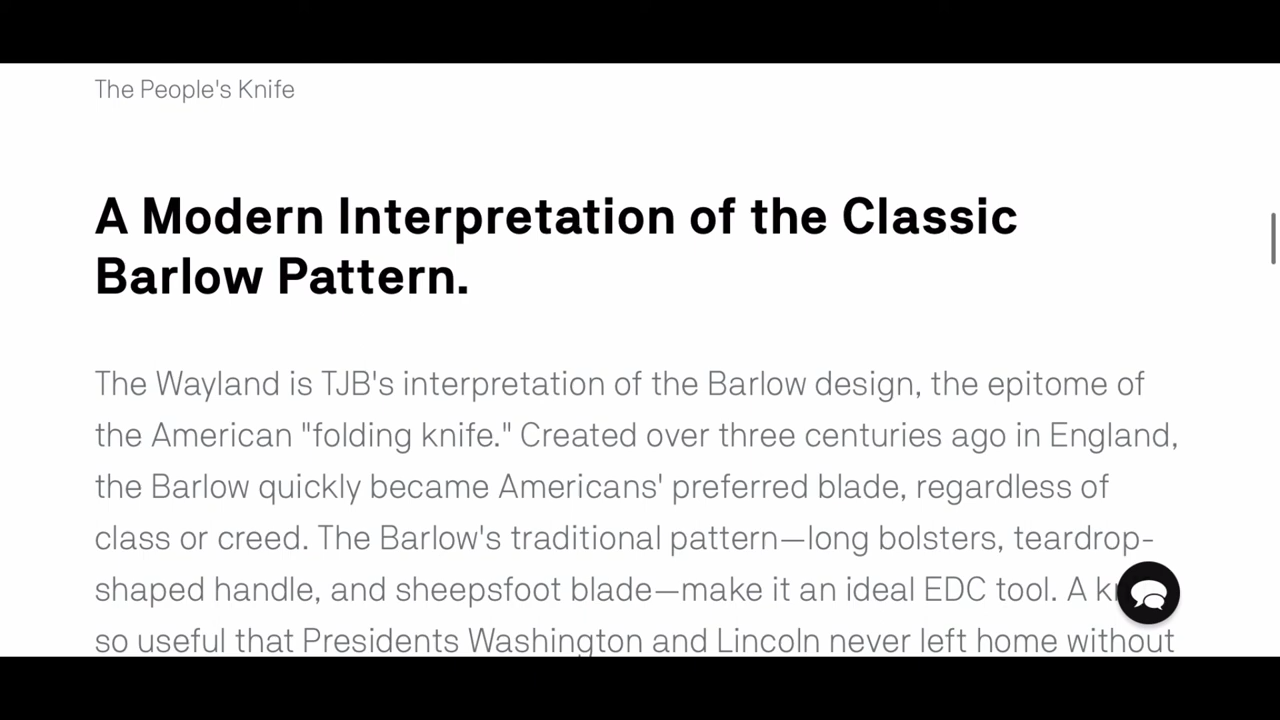 The People's Knife
A Modern Interpretation of the Classic
Barlow Pattern.
The Wayland is TJB's interpretation of the Barlow design, the epitome of
the American "folding knife." Created over three centuries ago in England,
the Barlow quickly became Americans' preferred blade, regardless of
class or creed. The Barlow's traditional pattern—long bolsters, teardrop-
shaped handle, and sheepsfoot blade—make it an ideal EDC tool. A
so useful that Presidents Washington and Lincoln never left home without